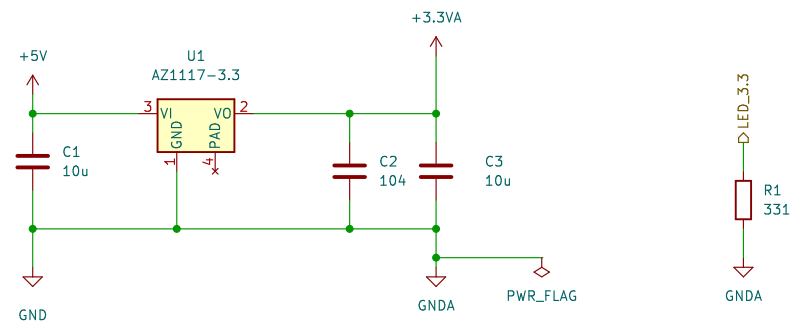 +3.3VA
+5V
U1
AZ1117-3.3
3
VI
VO
2
GND
PAD
1
4
C1
10u
C2
104
C3
10u
LED_3.3
R1
331
GND
GNDA
PWR_FLAG
GNDA